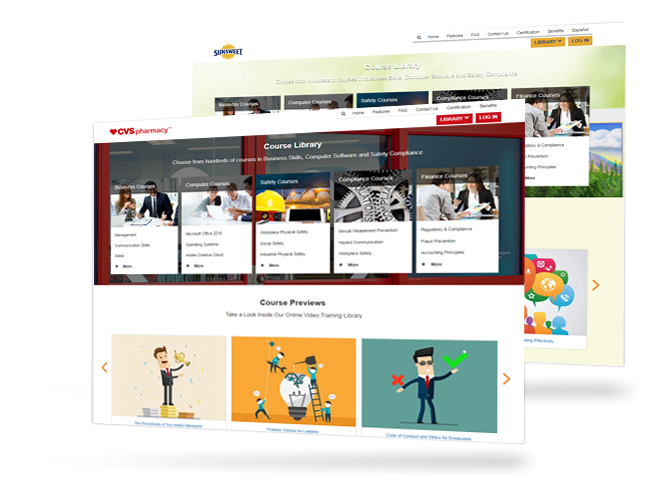 SUNSWEET
Home Features FAQ Contact Us Certification Benefits Español
LIBRARY LOG IN
Course Library
Choose from hundreds of courses in Business Skills, Computer Software and Safety Compliance
Business Courses
Computer Courses
Safety Courses
Compliance Courses
Finance Courses
Regulatory & Compliance
Prevention
Accounting Principles
More
Effectively
CVS pharmacy™
Home Features FAQ Contact Us Certification Benefits
LIBRARY LOG IN
Course Library
Choose from hundreds of courses in Business Skills, Computer Software and Safety Compliance
Business Courses
Management
Communication Skills
Sales
+ More
Computer Courses
Microsoft Office 2016
Operating Systems
Adobe Creative Cloud
+ More
Safety Courses
Workplace Physical Safety
Social Safety
Industrial Physical Safety
+ More
Compliance Courses
Sexual Harassment Prevention
Hazard Communication
Workplace Safety
+ More
Finance Courses
Regulatory & Compliance
Fraud Prevention
Accounting Principles
+ More
Course Previews
Take a Look Inside Our Online Video Training Library
The Procedures of Successful Managers
Problem Solving for Leaders
Code of Conduct and Ethics for Employees